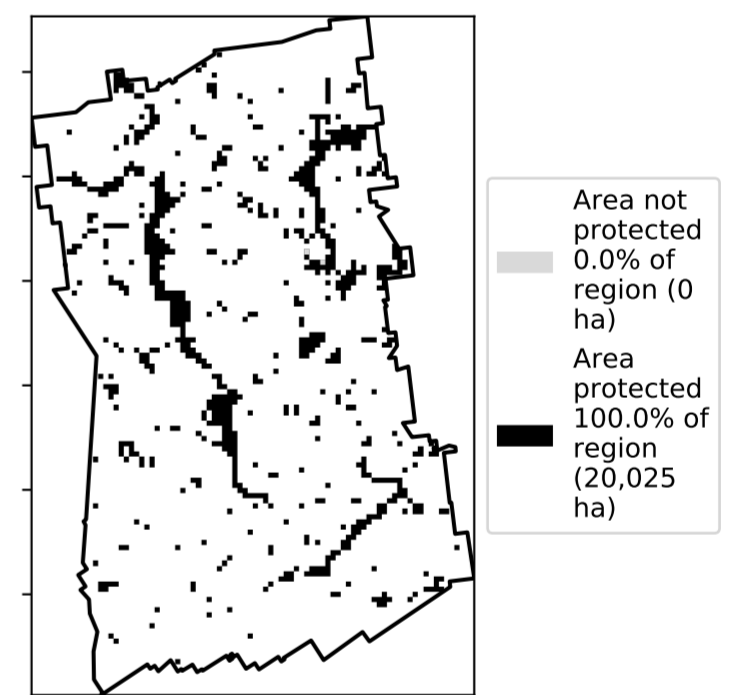 Area not
protected
0.0% of
region (0
ha)
Area
protected
100.0% of
region
(20,025
ha)